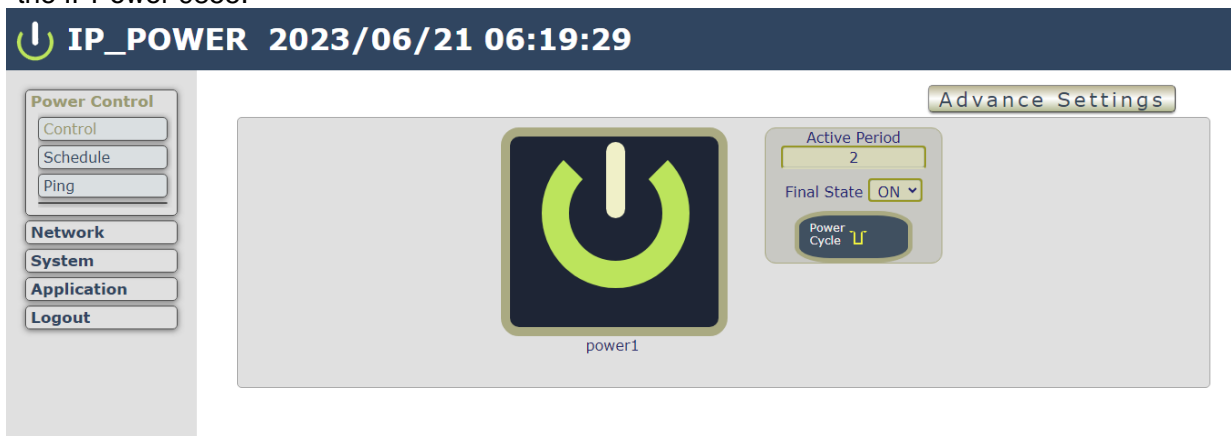 IP_POWER 2023/06/21 06:19:29
Power Control
Control
Schedule
Ping
Network
System
Application
Logout
Advance Settings
Active Period
2
Final State ON
Power
Cycle
power1